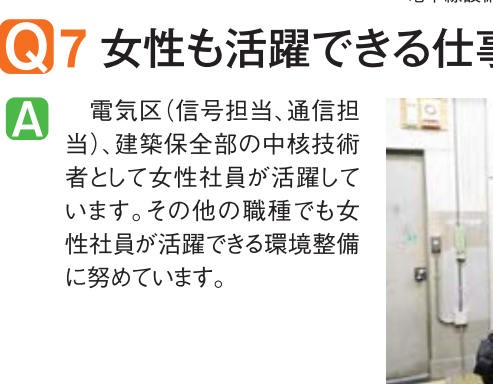 Q7 女性も活躍できる仕事
A 電気区(信号担当、通信担
当)、建築保全部の中核技術
者として女性社員が活躍して
います。その他の職種でも女
性社員が活躍できる環境整備
に努めています。